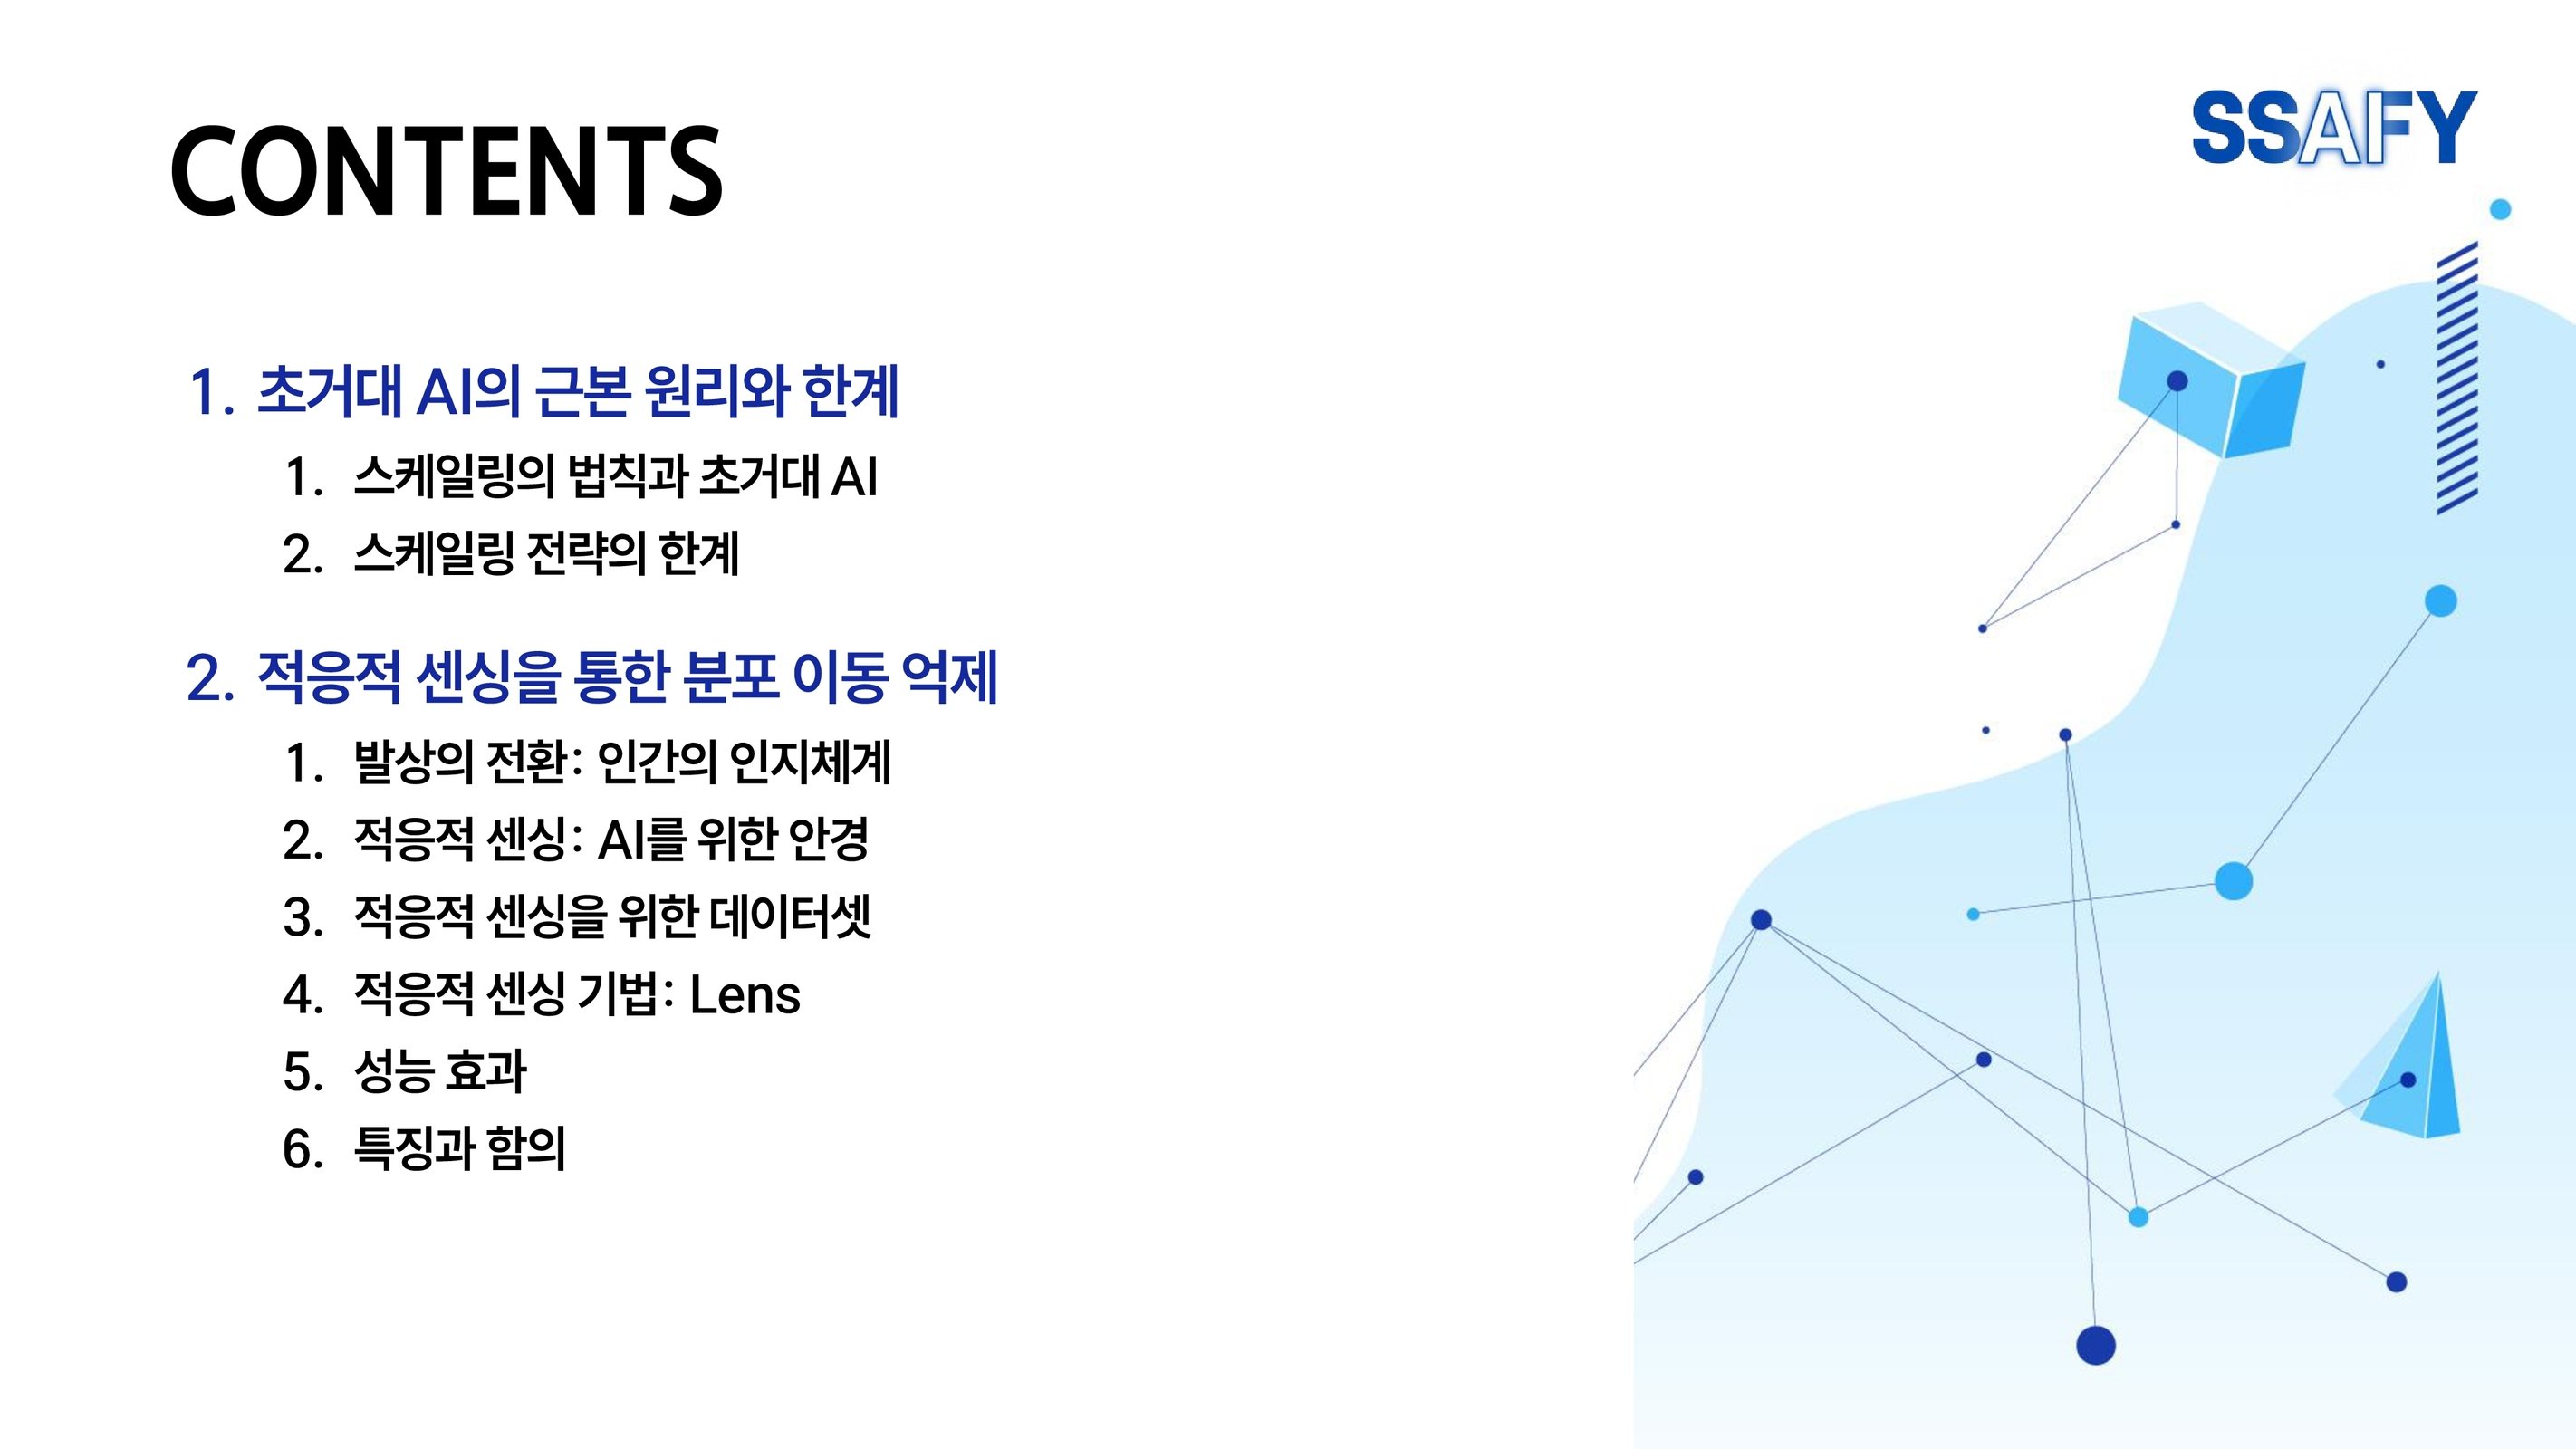 CONTENTS
SSAFY
1. 초거대 AI의 근본 원리와 한계
1. 스케일링의 법칙과 초거대 AI
2. 스케일링 전략의 한계
2. 적응적 센싱을 통한 분포 이동 억제
1. 발상의 전환: 인간의 인지체계
2. 적응적 센싱: AI를 위한 안경
3. 적응적 센싱을 위한 데이터셋
4. 적응적 센싱 기법: Lens
5. 성능 효과
6. 특징과 함의